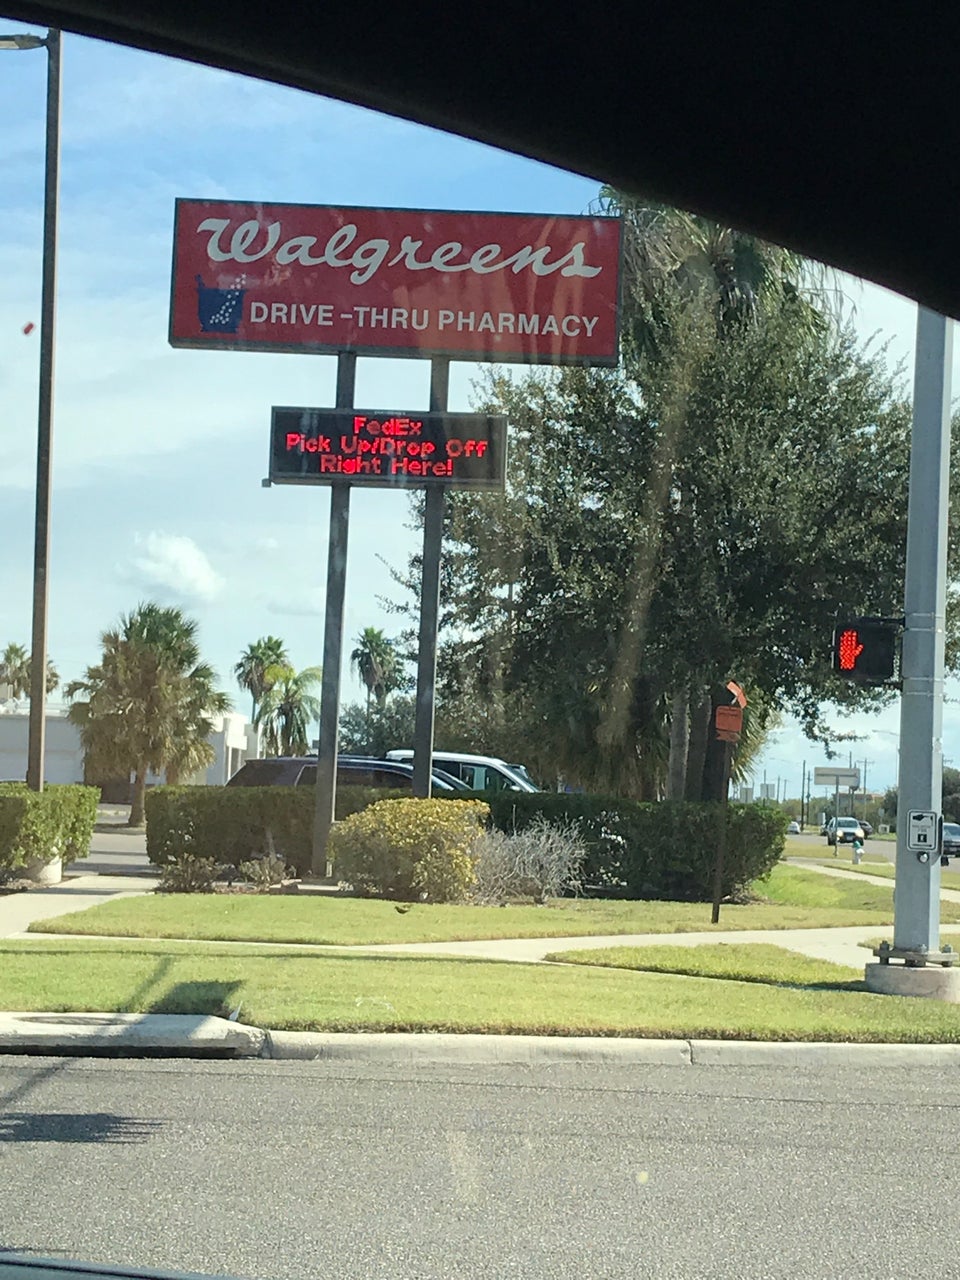 Walgreens
DRIVE-THRU PHARMACY
FedEx
Pick Up/Drop Off
Right Here!